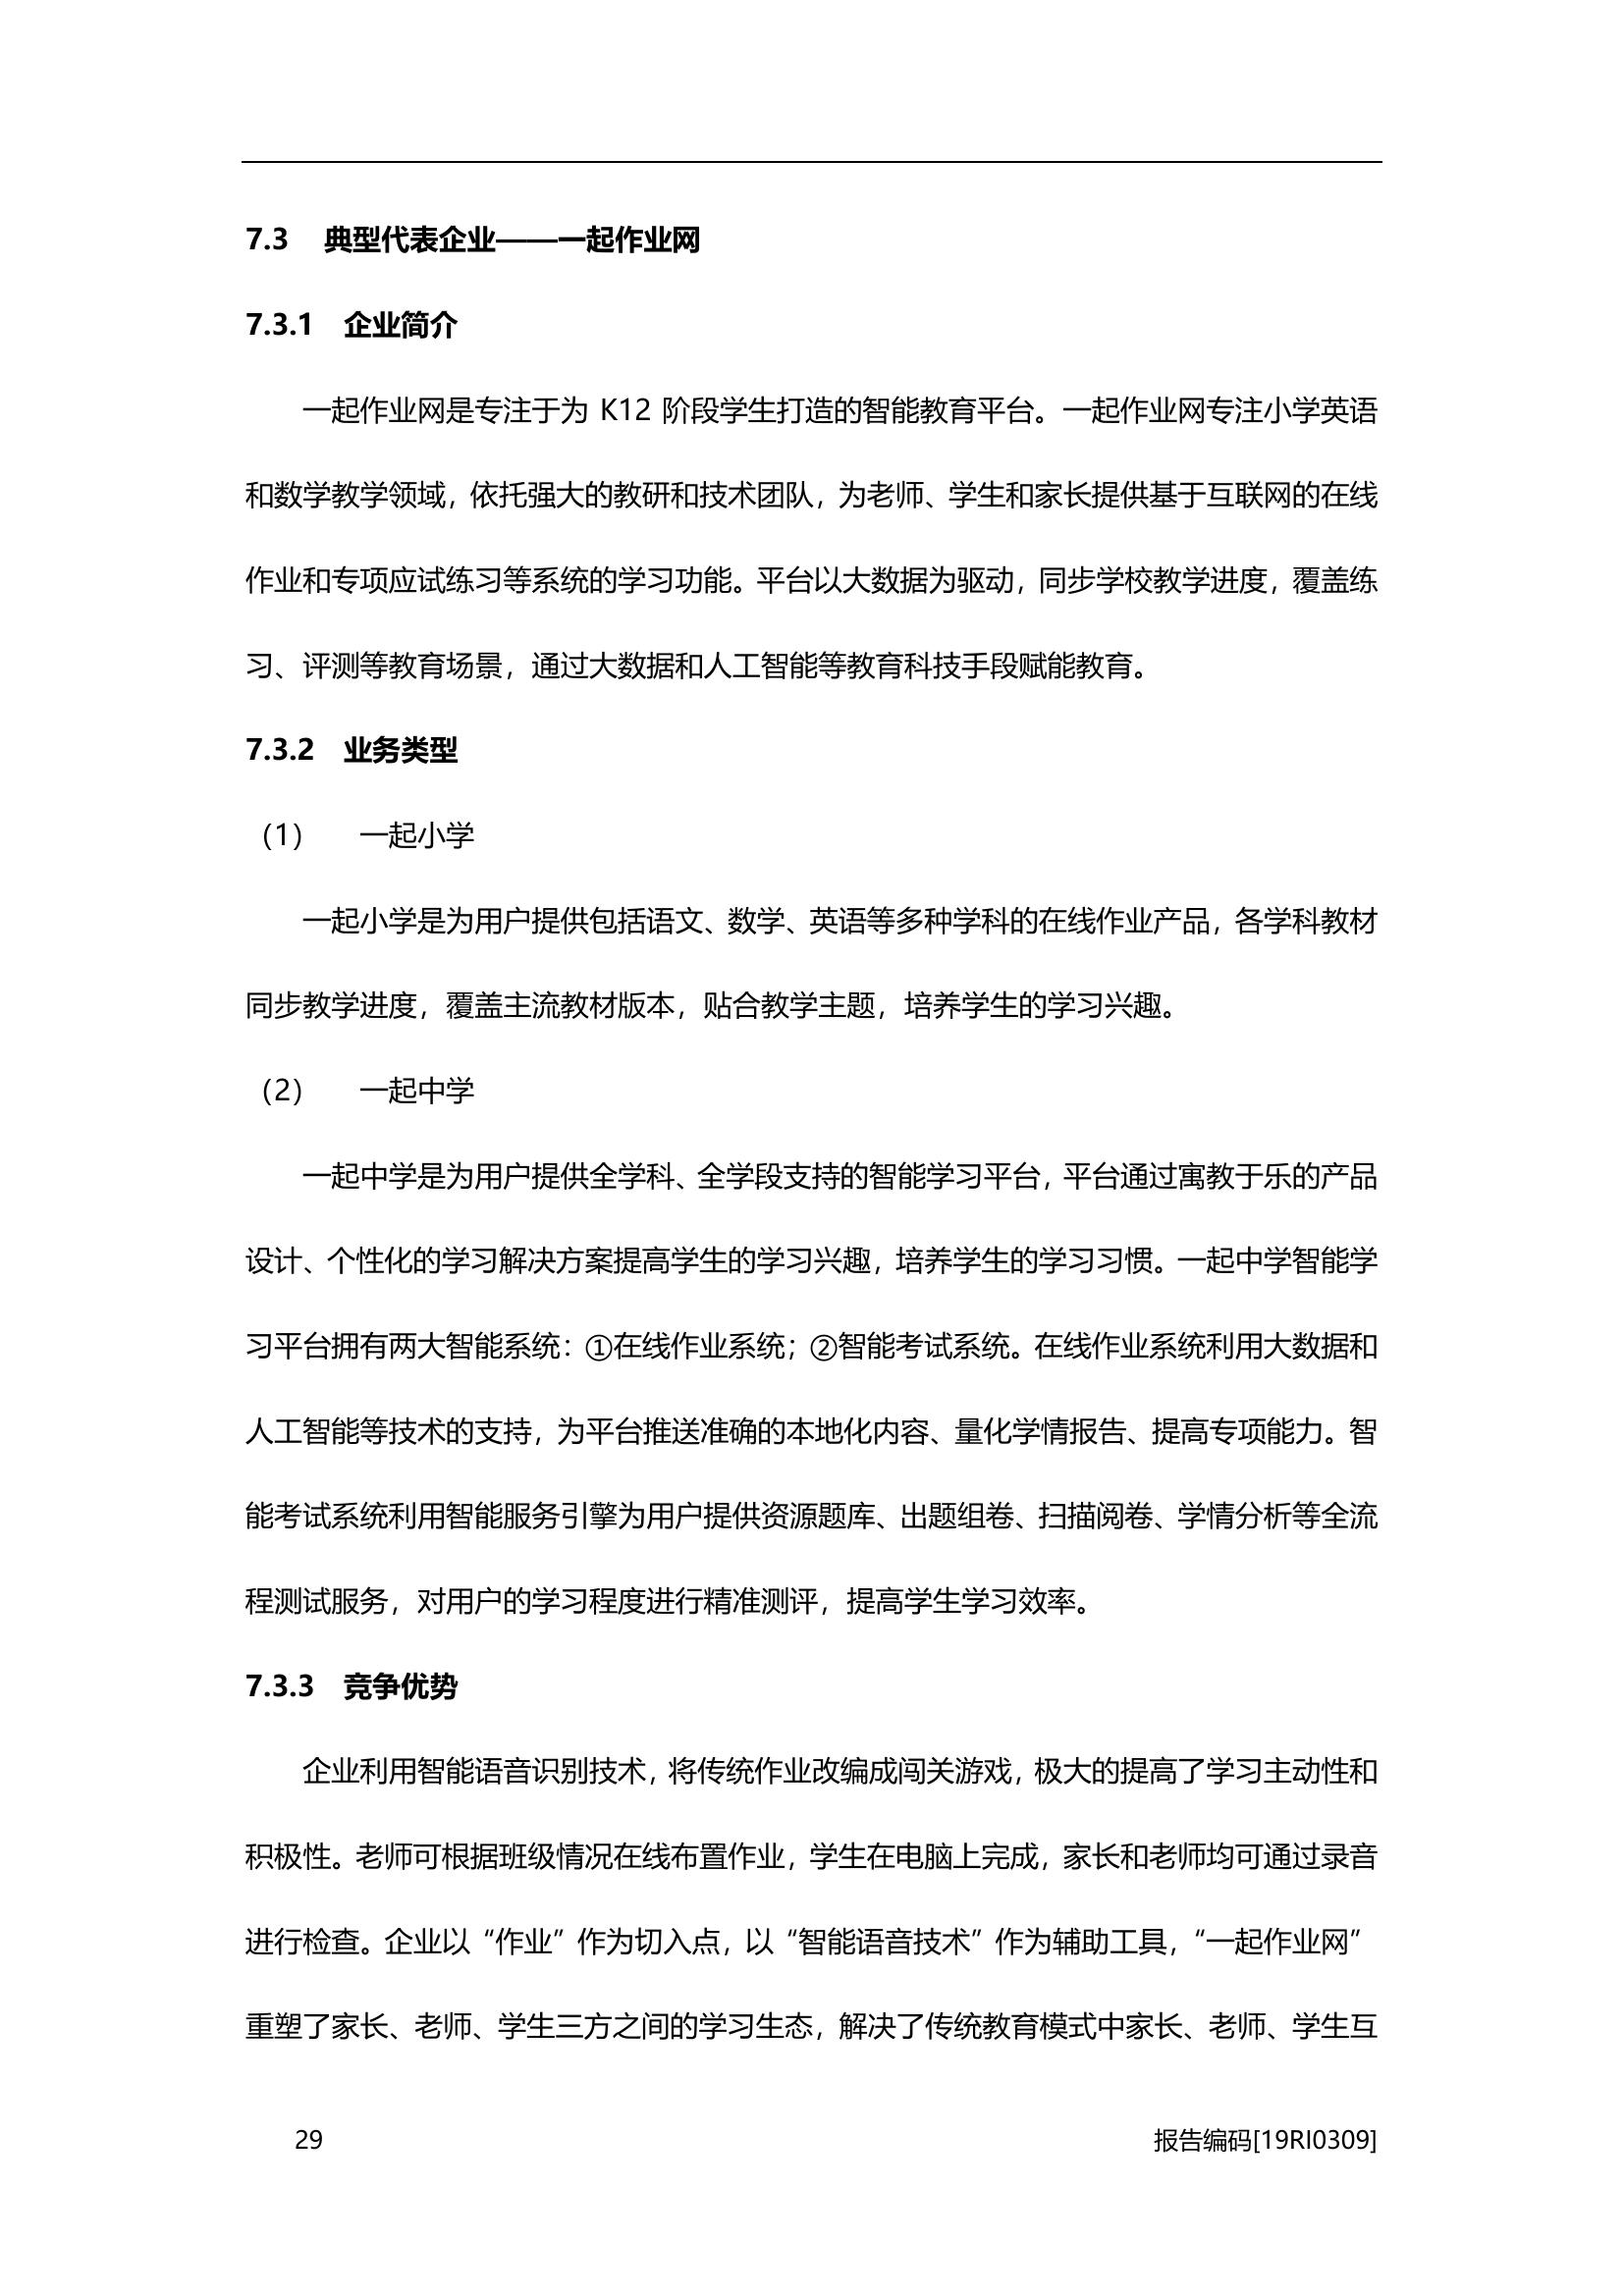 7.3 典型代表企业——一起作业网
7.3.1 企业简介
一起作业网是专注于为 K12 阶段学生打造的智能教育平台。一起作业网专注小学英语
和数学教学领域，依托强大的教研和技术团队，为老师、学生和家长提供基于互联网的在线
作业和专项应试练习等系统的学习功能。平台以大数据为驱动，同步学校教学进度，覆盖练
习、评测等教育场景，通过大数据和人工智能等教育科技手段赋能教育。
7.3.2 业务类型
（1） 一起小学
一起小学是为用户提供包括语文、数学、英语等多种学科的在线作业产品，各学科教材
同步教学进度，覆盖主流教材版本，贴合教学主题，培养学生的学习兴趣。
（2） 一起中学
一起中学是为用户提供全学科、全学段支持的智能学习平台，平台通过寓教于乐的产品
设计、个性化的学习解决方案提高学生的学习兴趣，培养学生的学习习惯。一起中学智能学
习平台拥有两大智能系统：①在线作业系统；②智能考试系统。在线作业系统利用大数据和
人工智能等技术的支持，为平台推送准确的本地化内容、量化学情报告、提高专项能力。智
能考试系统利用智能服务引擎为用户提供资源题库、出题组卷、扫描阅卷、学情分析等全流
程测试服务，对用户的学习程度进行精准测评，提高学生学习效率。
7.3.3 竞争优势
企业利用智能语音识别技术，将传统作业改编成闯关游戏，极大的提高了学习主动性和
积极性。老师可根据班级情况在线布置作业，学生在电脑上完成，家长和老师均可通过录音
进行检查。企业以“作业”作为切入点，以“智能语音技术”作为辅助工具，“一起作业网”
重塑了家长、老师、学生三方之间的学习生态，解决了传统教育模式中家长、老师、学生互
29 报告编码[19RI0309]